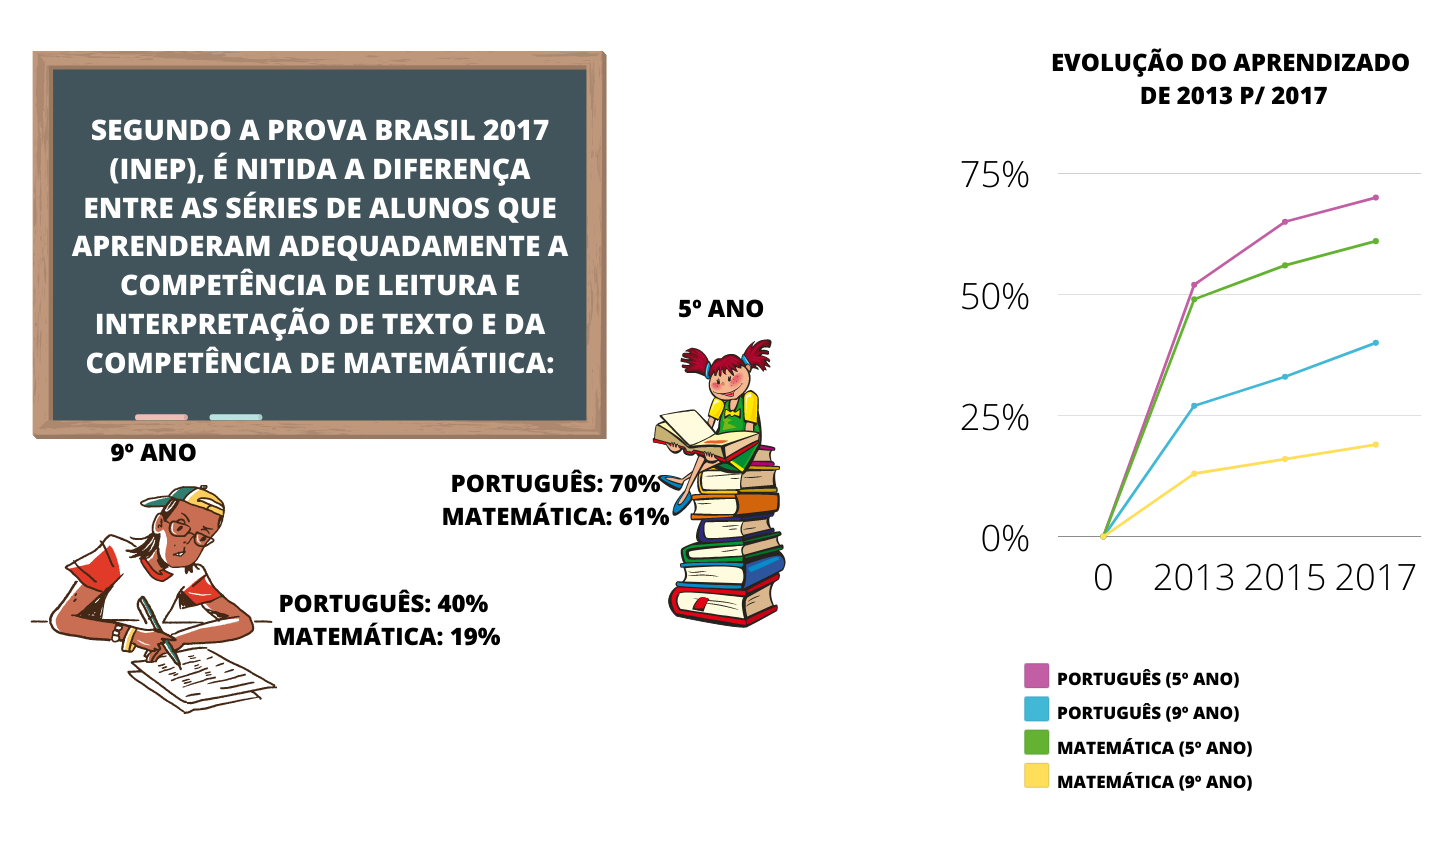 SEGUNDO A PROVA BRASIL 2017
(INEP), É NITIDA A DIFERENÇA
ENTRE AS SÉRIES DE ALUNOS QUE
APRENDERAM ADEQUADAMENTE A
COMPETÊNCIA DE LEITURA E
INTERPRETAÇÃO DE TEXTO E DA
COMPETÊNCIA DE MATEMÁTIICA:
5º ANO
PORTUGUÊS: 70%
MATEMÁTICA: 61%
9º ANO
PORTUGUÊS: 40%
MATEMÁTICA: 19%
EVOLUÇÃO DO APRENDIZADO
DE 2013 P/ 2017
75%
50%
25%
0%
0 2013 2015 2017
PORTUGUÊS (5º ANO)
PORTUGUÊS (9º ANO)
MATEMÁTICA (5º ANO)
MATEMÁTICA (9º ANO)